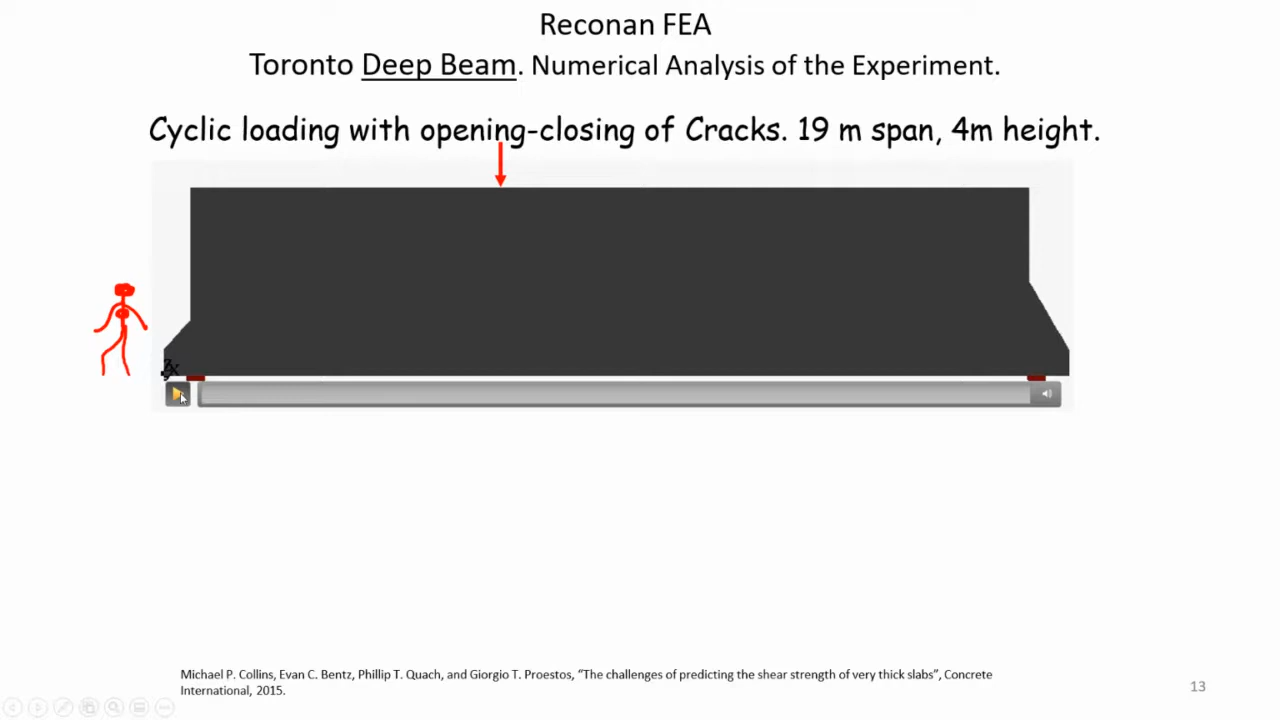 Reconan FEA
Toronto Deep Beam. Numerical Analysis of the Experiment.
Cyclic loading with opening-closing of Cracks. 19 m span, 4m height.
Michael P. Collins, Evan C. Bentz, Phillip T. Quach, and Giorgio T. Proestos, “The challenges of predicting the shear strength of very thick slabs”, Concrete
International, 2015.
13